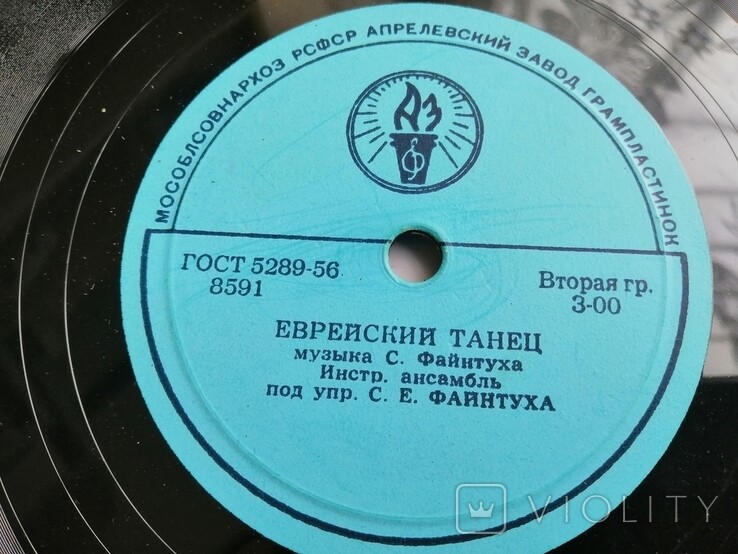 МОСОБЛСОВНАРХОЗ РСФСР АПРЕЛЕВСКИЙ ЗАВОД ГРАМПЛАСТИНОК
АЗ
ГОСТ 5289-56
8591
Вторая гр.
3-00
ЕВРЕЙСКИЙ ТАНЕЦ
музыка С. Файнтуха
Инстр. ансамбль
под упр. С. Е. ФАЙНТУХА
VIOLITY